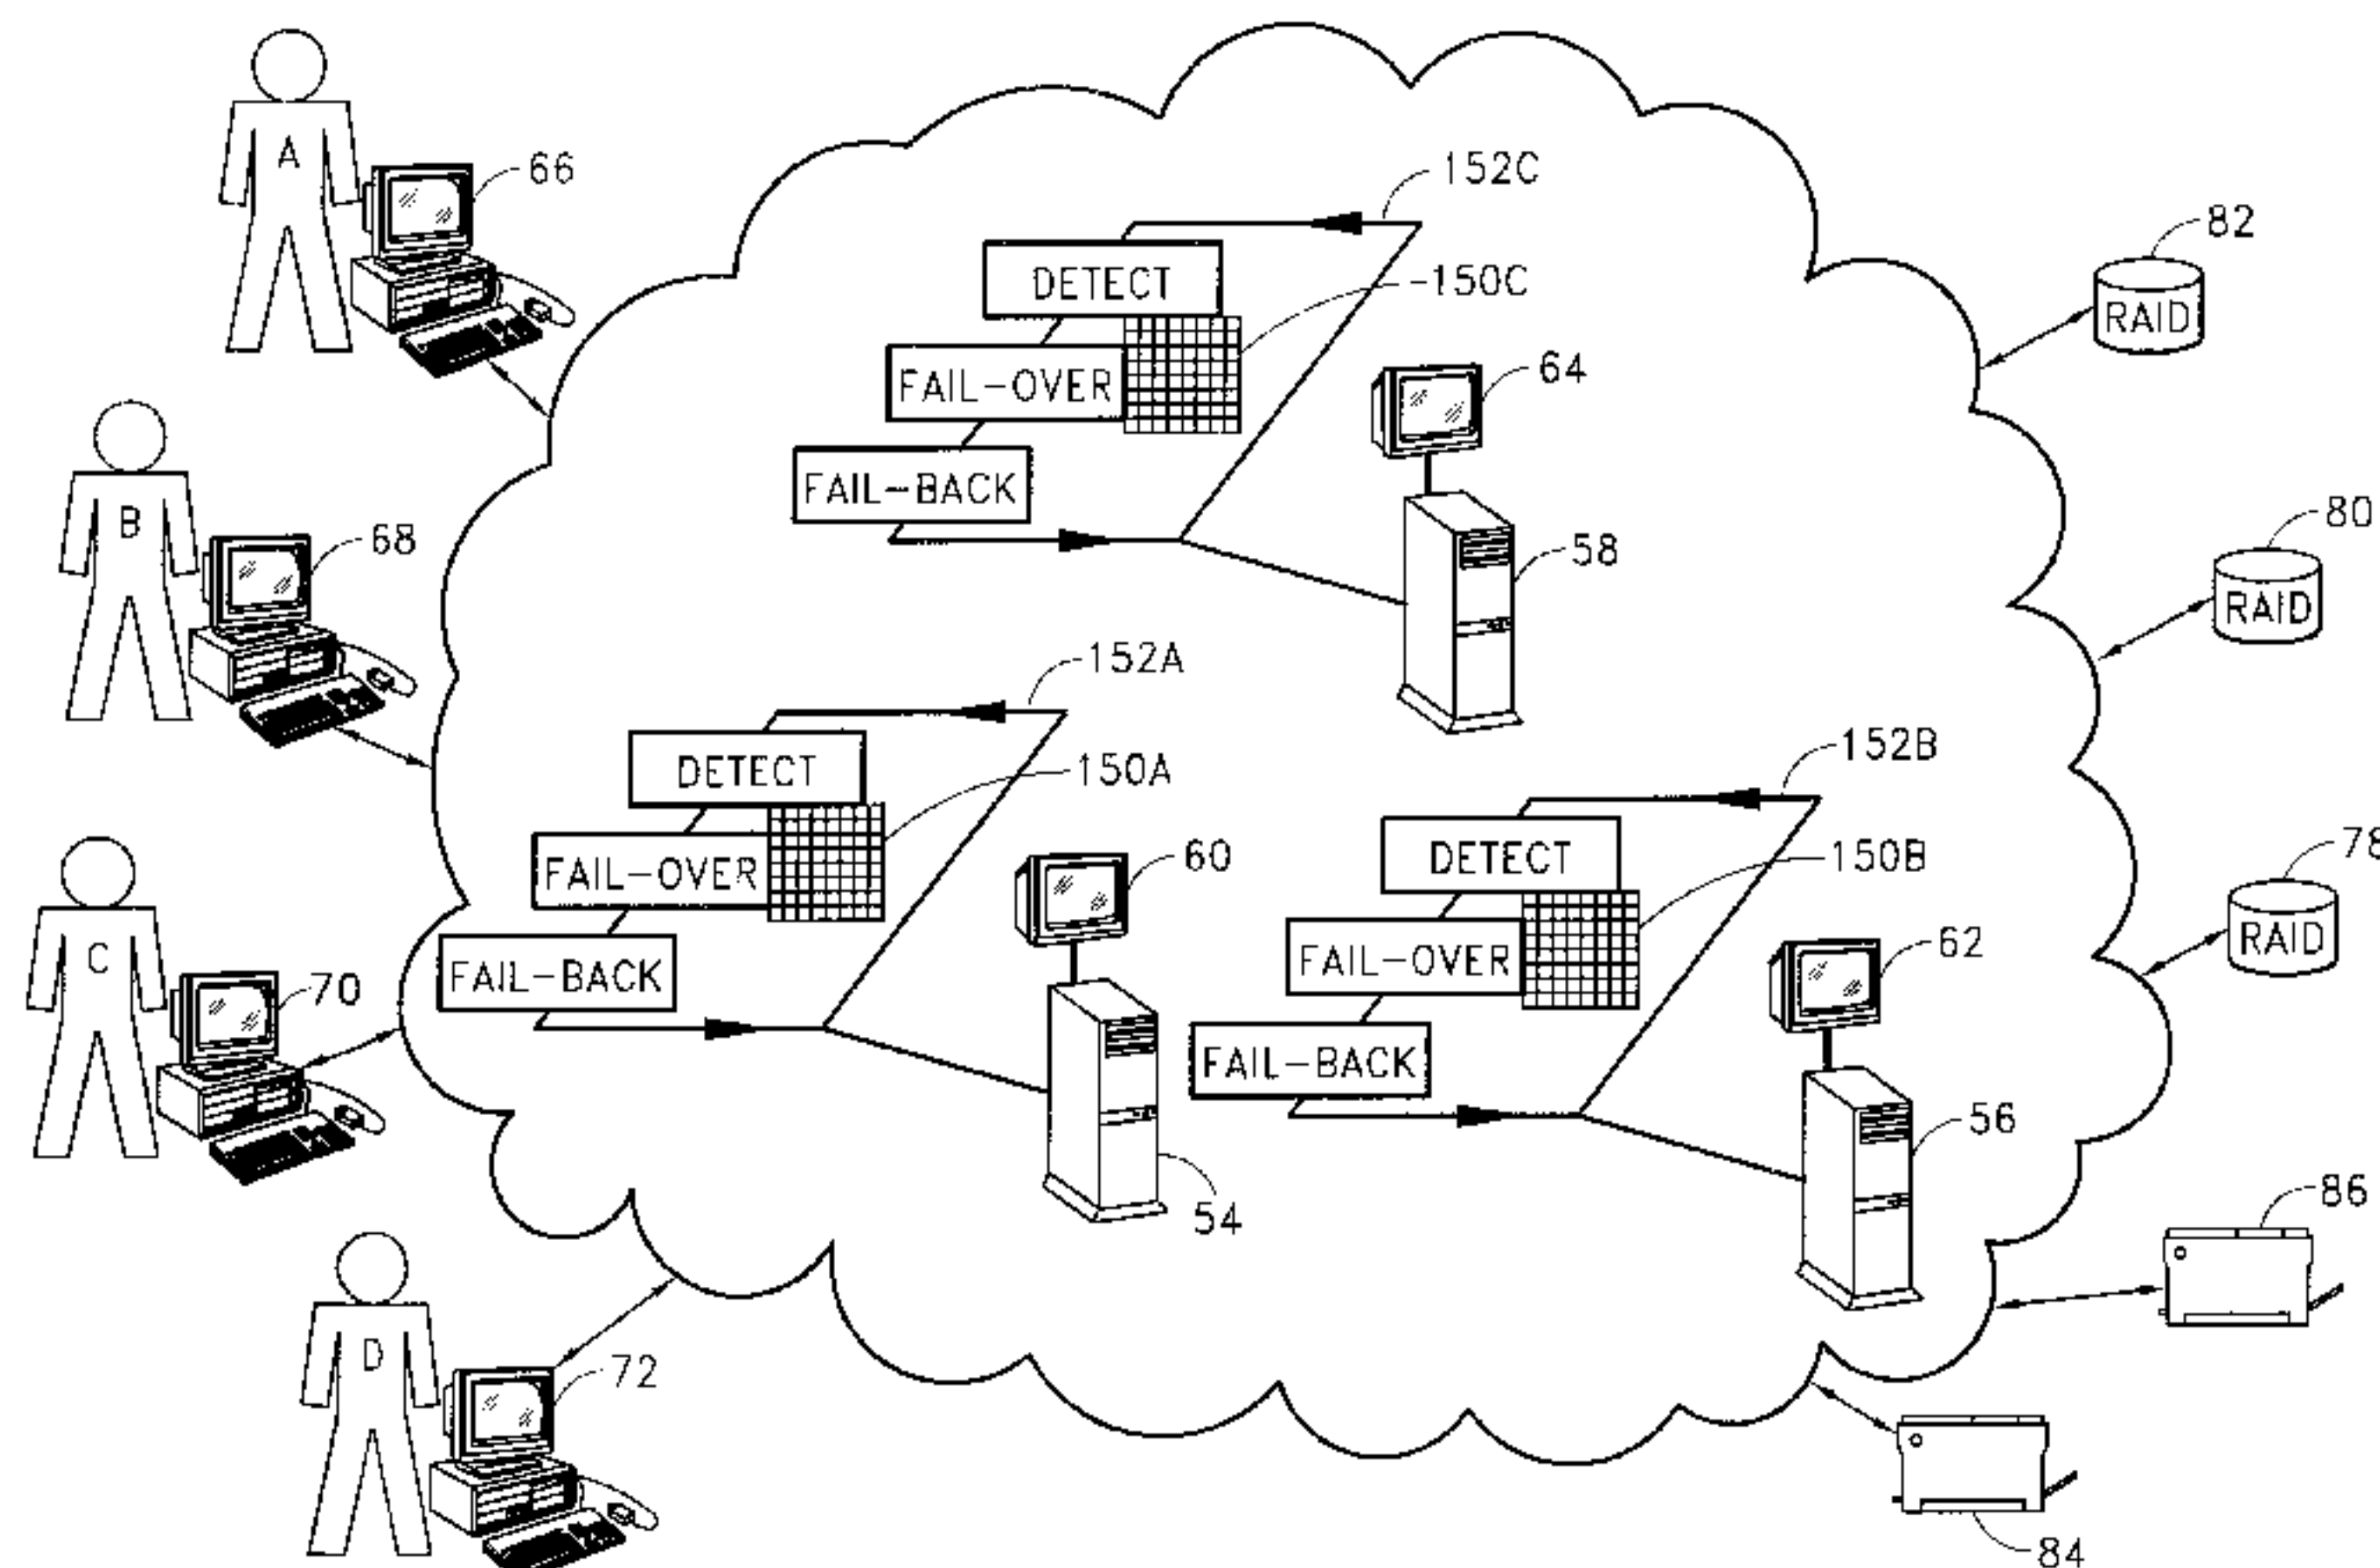 A
66
152C
82
DETECT
150C
RAID
FAIL-OVER
64
B
FAIL-BACK
80
68
58
RAID
152A
152B
DETECT
150A
78
60
DETECT
150B
FAIL-OVER
RAID
C
62
FAIL-BACK
FAIL-OVER
70
FAIL-BACK
56
54
86
D
72
84